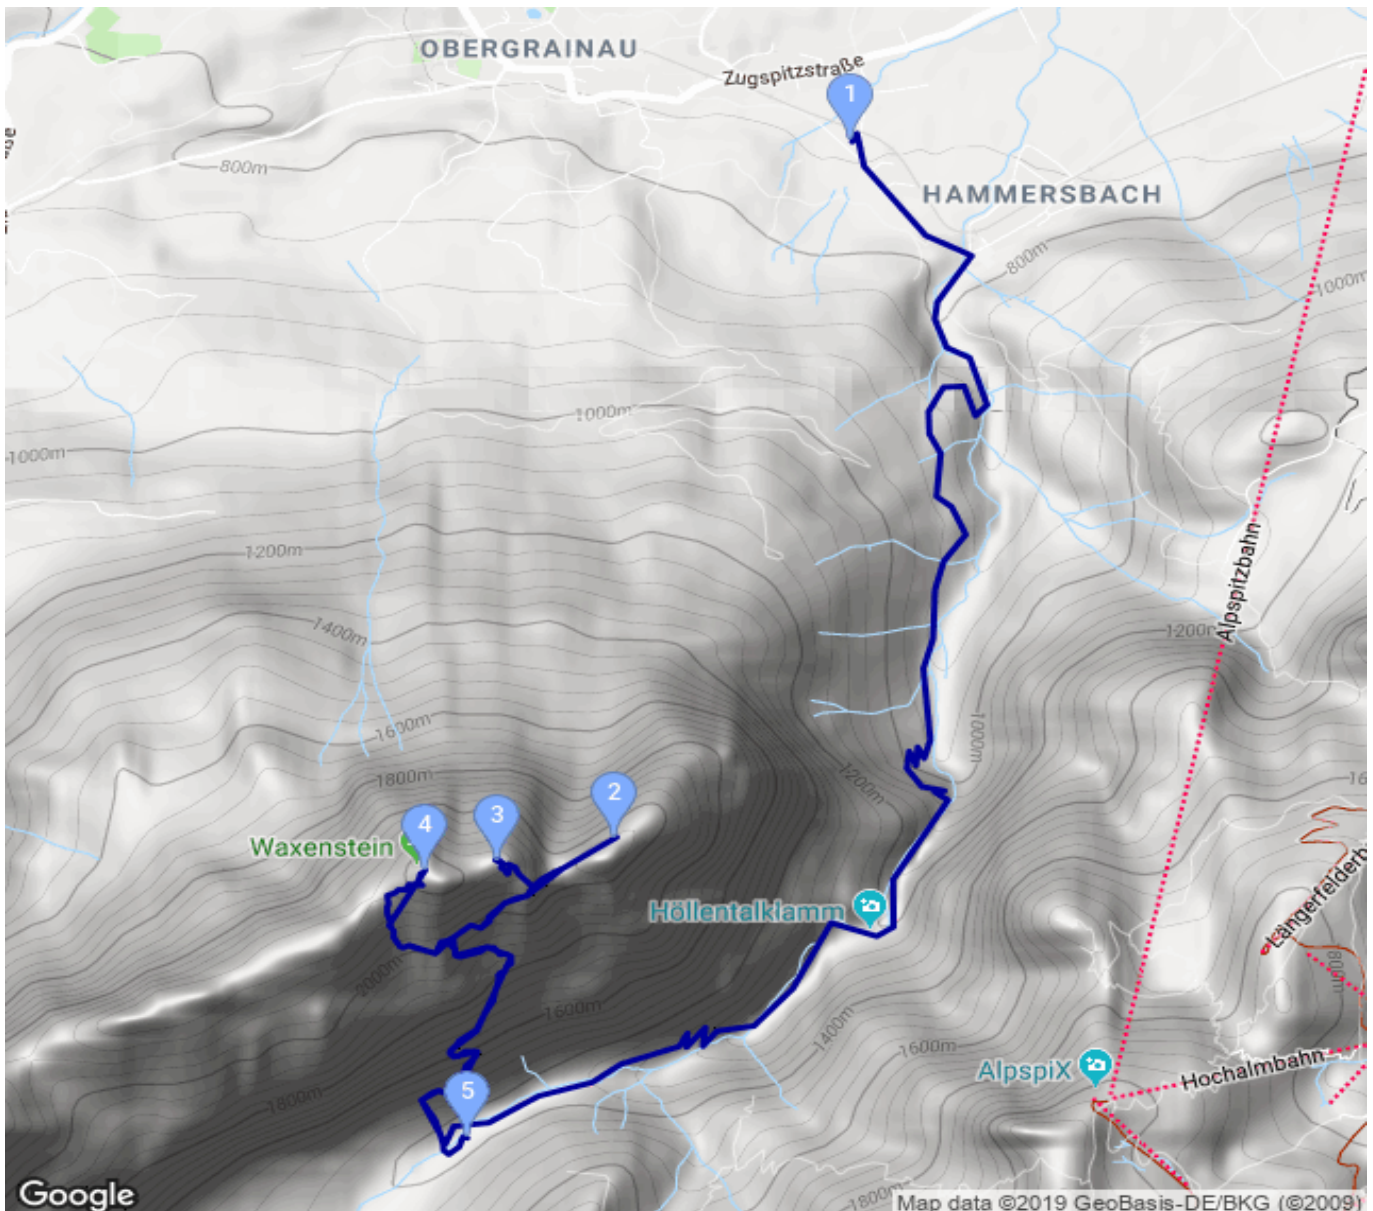 OBERGRAINAU
Zugspitzstraße
1
800m
HAMMERSBACH
800m
1000m
1000m
1000m
1200m
Alpspitzbahn
1400m
1200m
1000m
1600m
1800m
1200m
2
3
4
Waxenstein
Höllentalklamm
Längerfelderb
2000m
800m
1600m
1400m
1600m
AlpspiX
Hochalmbahn
5
1800m
1800m
Google
Map data ©2019 GeoBasis-DE/BKG (©2009)